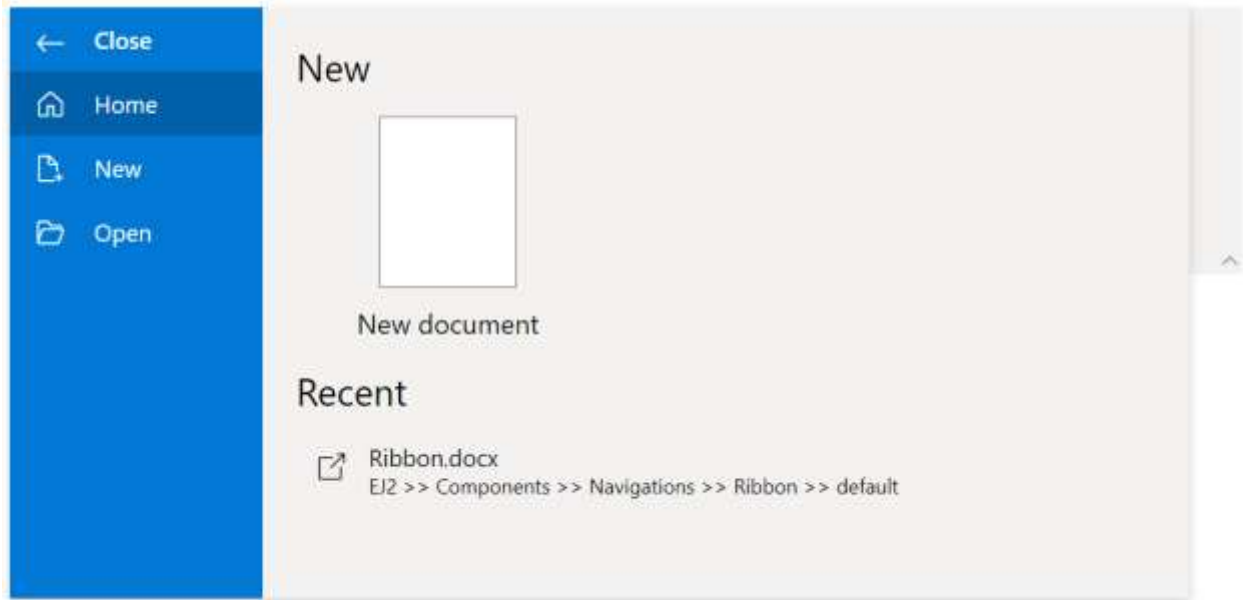 Close
Home
New
Open
New
New document
Recent
Ribbon.docx
EJ2 >> Components >> Navigations >> Ribbon >> default